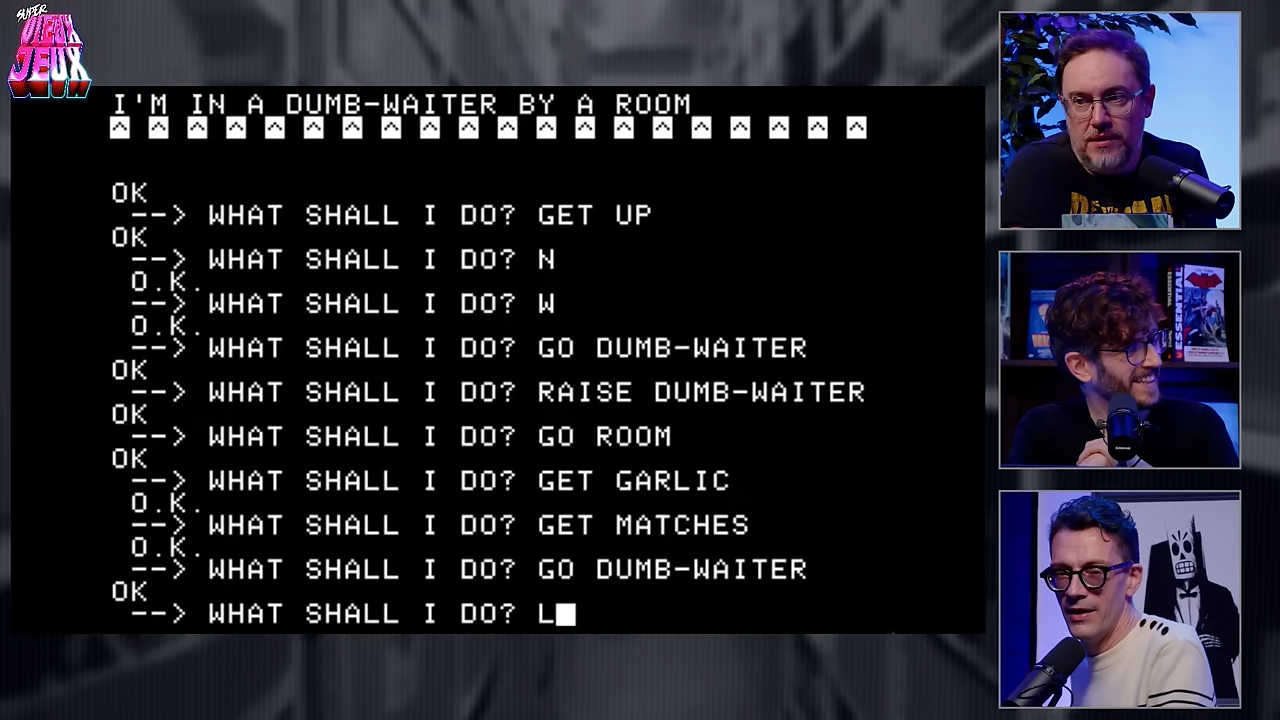 SUPER
VIEUX
JEUX
I'M IN A DUMB-WAITER BY A ROOM
^ ^ ^ ^ ^ ^ ^ ^ ^ ^ ^ ^ ^ ^ ^ ^ ^ ^ ^ ^
OK
--> WHAT SHALL I DO? GET UP
OK
--> WHAT SHALL I DO? N
O.K.
--> WHAT SHALL I DO? W
O.K.
--> WHAT SHALL I DO? GO DUMB-WAITER
OK
--> WHAT SHALL I DO? RAISE DUMB-WAITER
OK
--> WHAT SHALL I DO? GO ROOM
OK
--> WHAT SHALL I DO? GET GARLIC
O.K.
--> WHAT SHALL I DO? GET MATCHES
O.K.
--> WHAT SHALL I DO? GO DUMB-WAITER
OK
--> WHAT SHALL I DO? L
ESSENTIAL